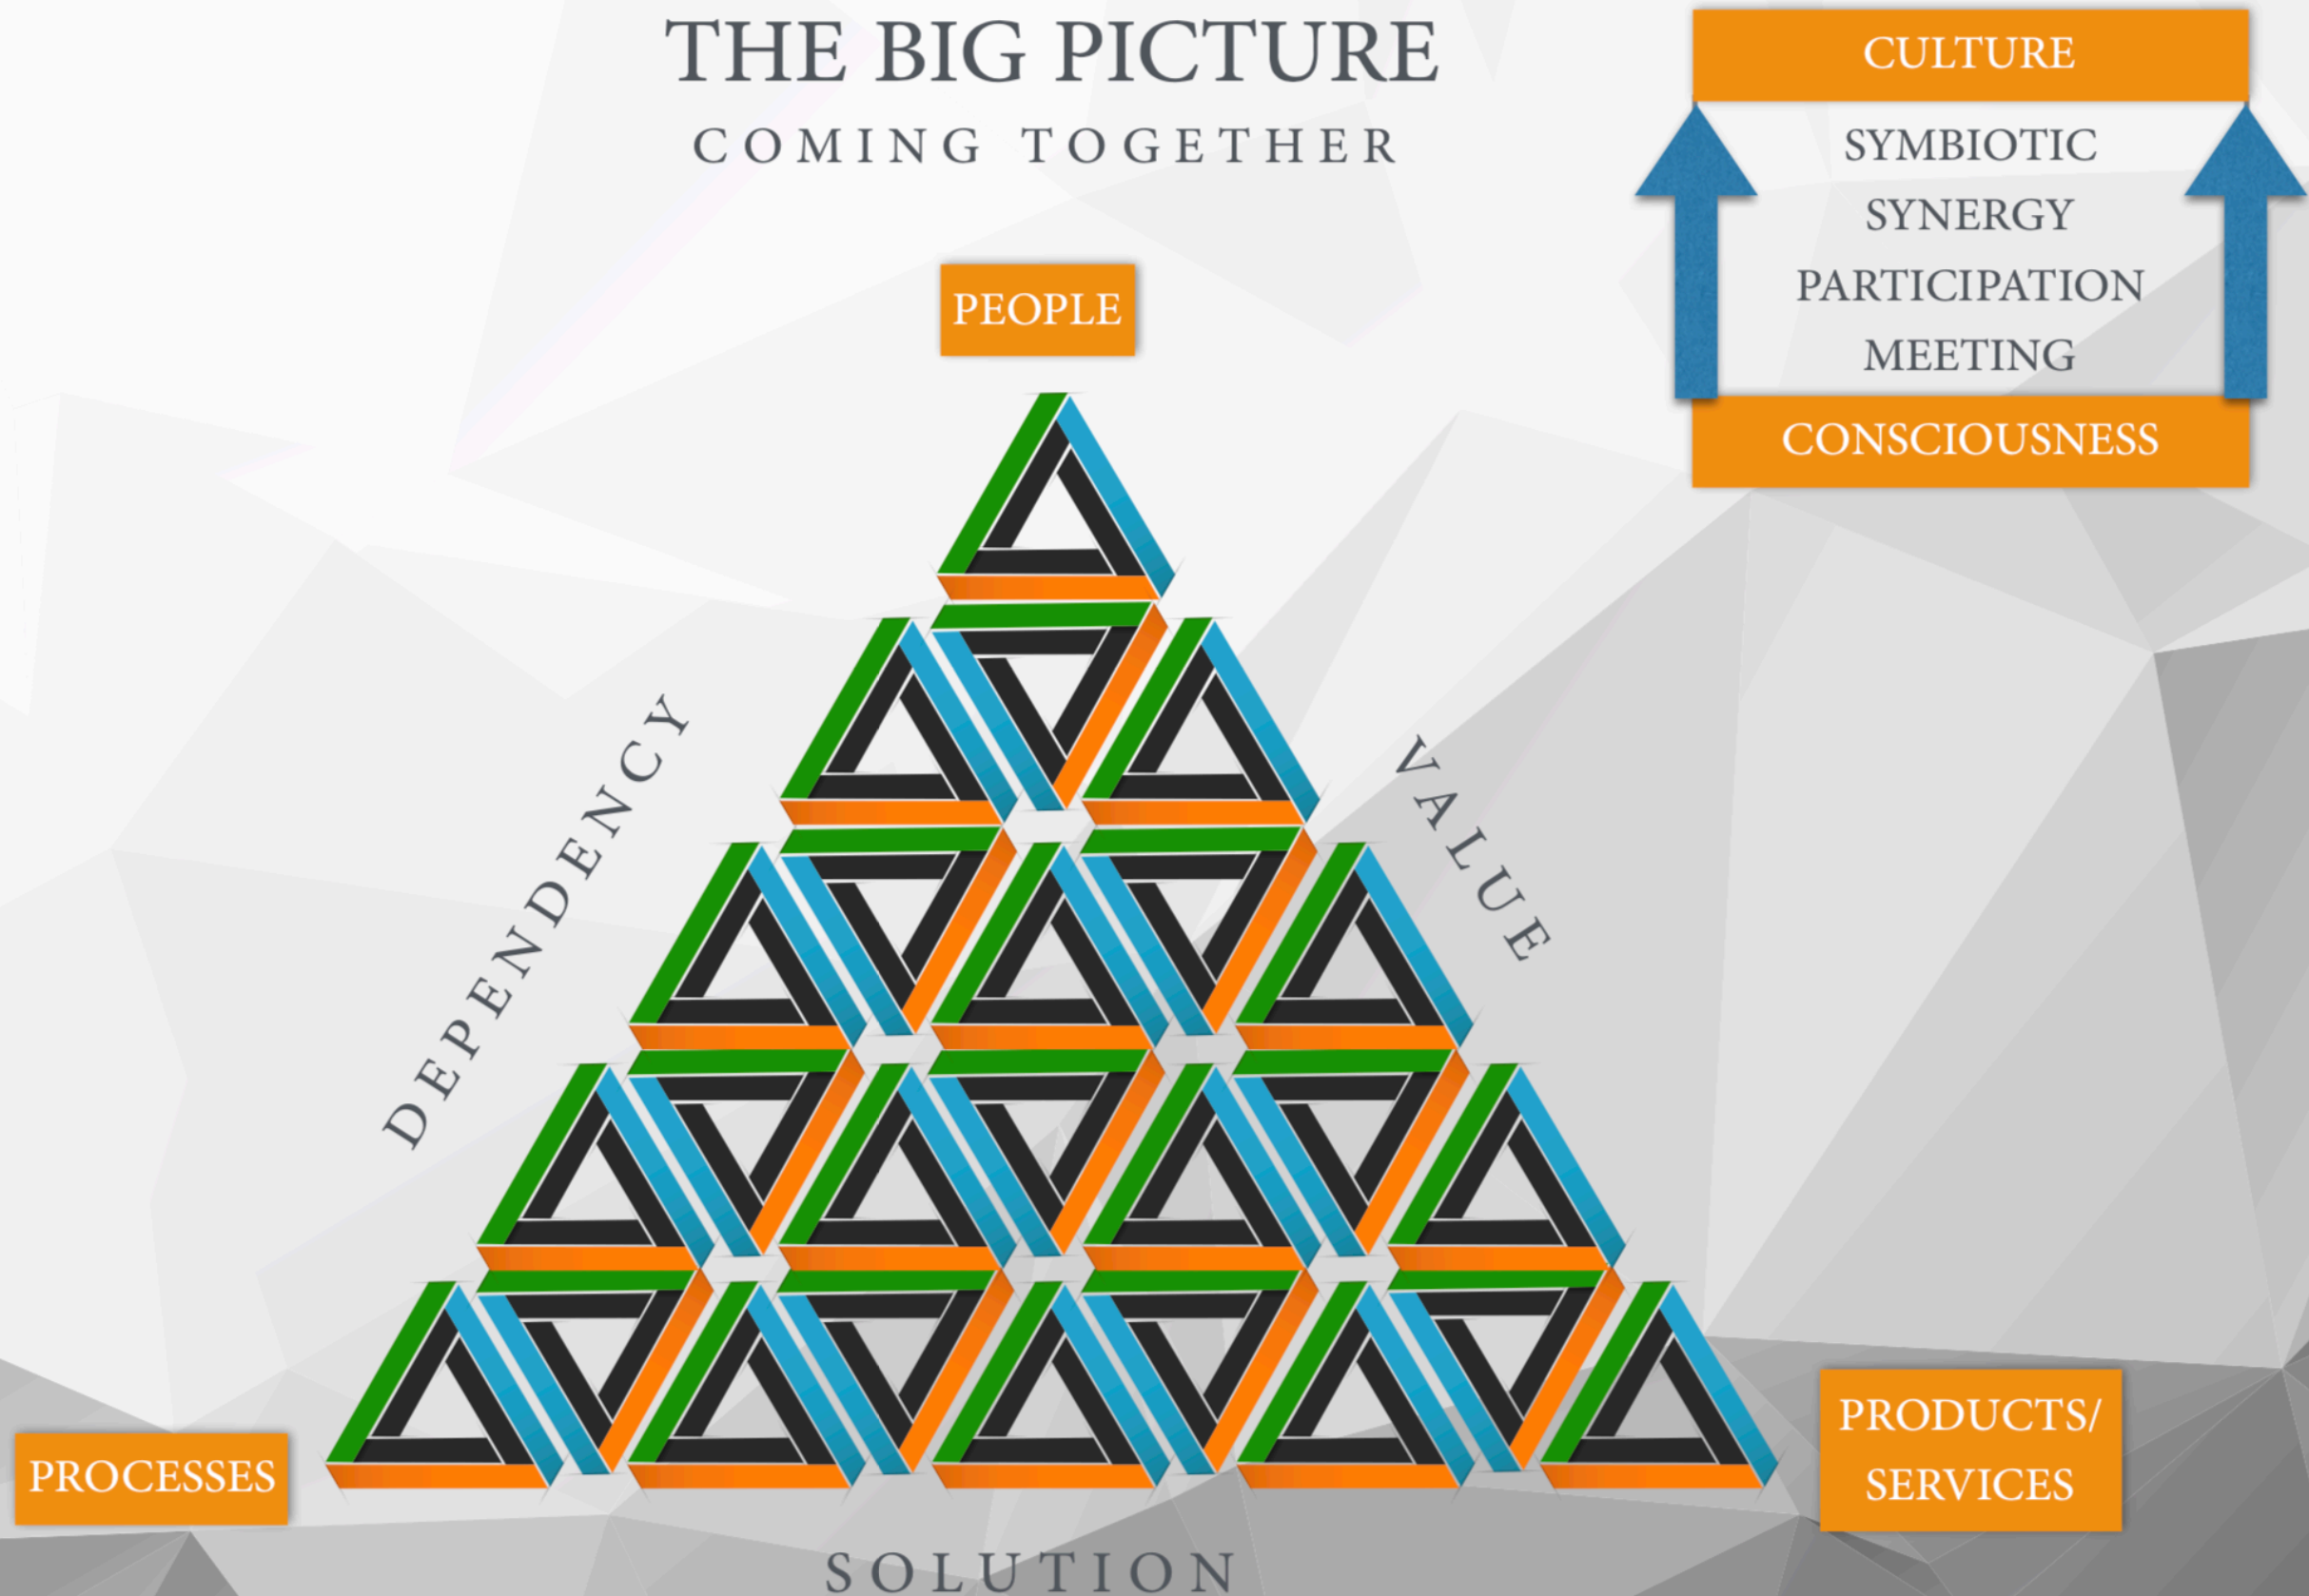 THE BIG PICTURE
COMING TOGETHER
CULTURE
SYMBIOTIC
SYNERGY
PARTICIPATION
MEETING
CONSCIOUSNESS
PEOPLE
DEPENDENCY
VALUE
PROCESSES
PRODUCTS/
SERVICES
SOLUTION